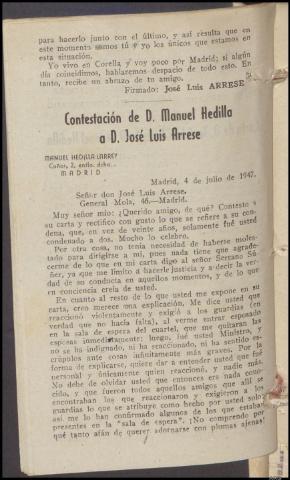 para hacerlo junto con el último, y así resulta que en
este momento somos tú y yo los únicos que estamos en
esta situación.
Yo vivo en Corella y voy poco por Madrid; si algún
día coincidimos, hablaremos despacio de todo esto. En
tanto, recibe un abrazo de tu amigo.
Firmado: José Luis ARRESE
Contestación de D. Manuel Hedilla
a D. José Luis Arrese
MANUEL HEDILLA LARREY
MADRID
Madrid, 4 de julio de 1947.
Señor don José Luis Arrese.
General Mola, 46.—Madrid.
Muy señor mío: ¿Querido amigo, de qué? Contesto a
su carta y rectifico con gusto lo que se refiere a su con-
dena, que, en vez de veinte años, solamente fué usted
condenado a dos. Mucho lo celebro.
Por otra cosa, no tenía necesidad de haberse moles-
tado para dirigirse a mí, pues nada tiene que agrade-
cerme de lo que en mi carta digo al señor Serrano Sú-
ñer, ya que me limito a hacerle justicia y a decir la ver-
dad de su conducta en aquellos momentos, y de lo que
en conciencia creía de usted.
En cuanto al resto de lo que usted me expone en su
carta, creo merece una explicación. Me dice usted que
reaccionó violentamente y exigió a los guardias (en
verdad que no hacía falta), al verme entrar esposado
en la sala de espera del cuartel, que me quitaran las
esposas inmediatamente; luego, fué usted Ministro, y
no se ha indignado, ni ha reaccionado, ni ha sentido es-
crúpulos ante cosas infinitamente más graves. Por la
forma de explicarse, quiere dar a entender usted que fué
personal y únicamente quien reaccionó, y nadie más.
No debe de olvidar usted que entonces era nada cono-
cido, y que fueron todos aquellos amigos que allí se
encontraban los que reaccionaron y exigieron a los
guardias lo que se atribuye como hecho por usted solo;
así me lo han confirmado algunos de los que estaban
presentes en la "sala de espera". ¡No comprendo por
qué tanto afán de querer adornarse con plumas ajenas!